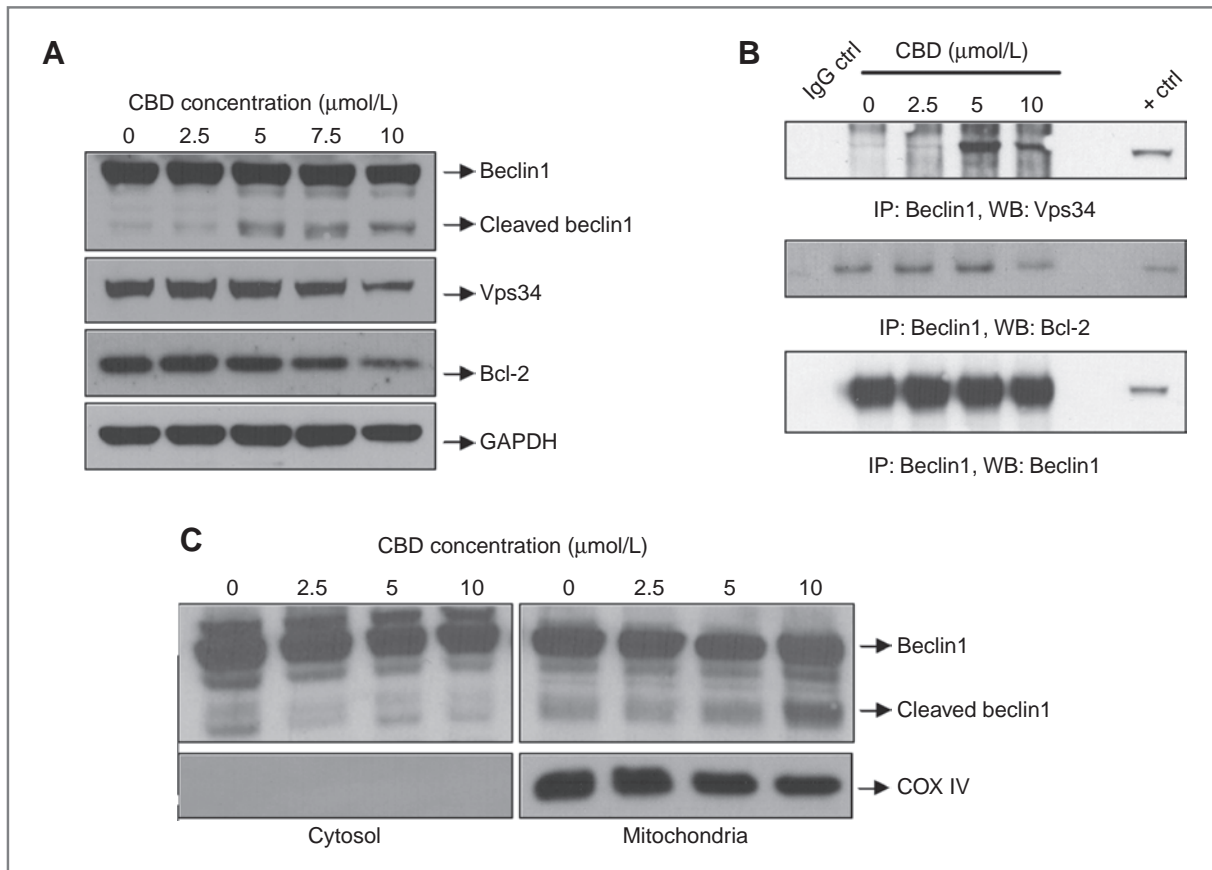 A
CBD concentration (μmol/L)
0 2.5 5 7.5 10
Beclin1
Cleaved beclin1
Vps34
Bcl-2
GAPDH
B
IgG ctrl
CBD (μmol/L)
0 2.5 5 10
+ ctrl
IP: Beclin1, WB: Vps34
IP: Beclin1, WB: Bcl-2
IP: Beclin1, WB: Beclin1
C
CBD concentration (μmol/L)
0 2.5 5 10 0 2.5 5 10
Beclin1
Cleaved beclin1
COX IV
Cytosol Mitochondria